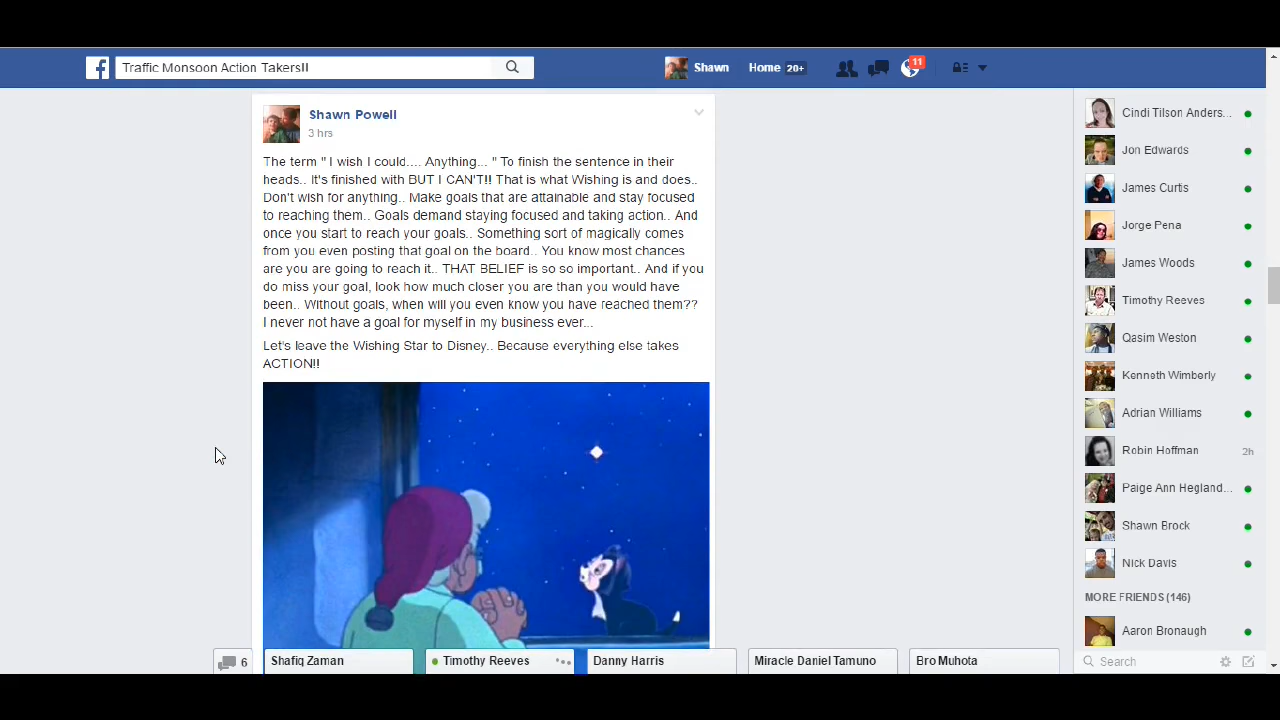 Traffic Monsoon Action Takers!!
Shawn
Home 20+
11
Shawn Powell
3 hrs
The term " I wish I could.... Anything... " To finish the sentence in their
heads.. It's finished with BUT I CAN'T!! That is what Wishing is and does..
Don't wish for anything.. Make goals that are attainable and stay focused
to reaching them.. Goals demand staying focused and taking action.. And
once you start to reach your goals.. Something sort of magically comes
from you even posting that goal on the board.. You know most chances
are you are going to reach it.. THAT BELIEF is so so important.. And if you
do miss your goal, look how much closer you are than you would have
been.. Without goals, when will you even know you have reached them??
I never not have a goal for myself in my business ever...
Let's leave the Wishing Star to Disney.. Because everything else takes
ACTION!!
Cindi Tilson Anders...
Jon Edwards
James Curtis
Jorge Pena
James Woods
Timothy Reeves
Qasim Weston
Kenneth Wimberly
Adrian Williams
Robin Hoffman 2h
Paige Ann Hegland...
Shawn Brock
Nick Davis
MORE FRIENDS (146)
Aaron Bronaugh
Search
6
Shafiq Zaman
Timothy Reeves
Danny Harris
Miracle Daniel Tamuno
Bro Muhota